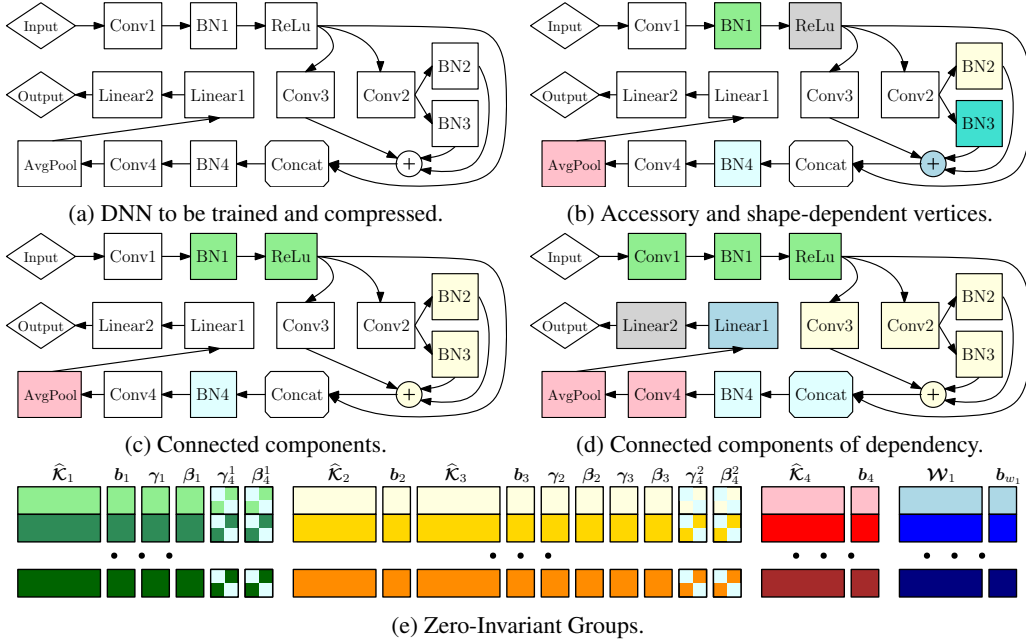 Input Conv1 BN1 ReLu
BN2
Output Linear2 Linear1 Conv3 Conv2
BN3
AvgPool Conv4 BN4 Concat +
(a) DNN to be trained and compressed.
Input Conv1 BN1 ReLu
BN2
Output Linear2 Linear1 Conv3 Conv2
BN3
AvgPool Conv4 BN4 Concat +
(b) Accessory and shape-dependent vertices.
Input Conv1 BN1 ReLu
BN2
Output Linear2 Linear1 Conv3 Conv2
BN3
AvgPool Conv4 BN4 Concat +
(c) Connected components.
Input Conv1 BN1 ReLu
BN2
Output Linear2 Linear1 Conv3 Conv2
BN3
AvgPool Conv4 BN4 Concat +
(d) Connected components of dependency.
𝒦̂₁ b₁ γ₁ β₁ γ₄¹ β₄¹ 𝒦̂₂ b₂ 𝒦̂₃ b₃ γ₂ β₂ γ₃ β₃ γ₄² β₄² 𝒦̂₄ b₄ 𝒲₁ b_{w₁}
(e) Zero-Invariant Groups.